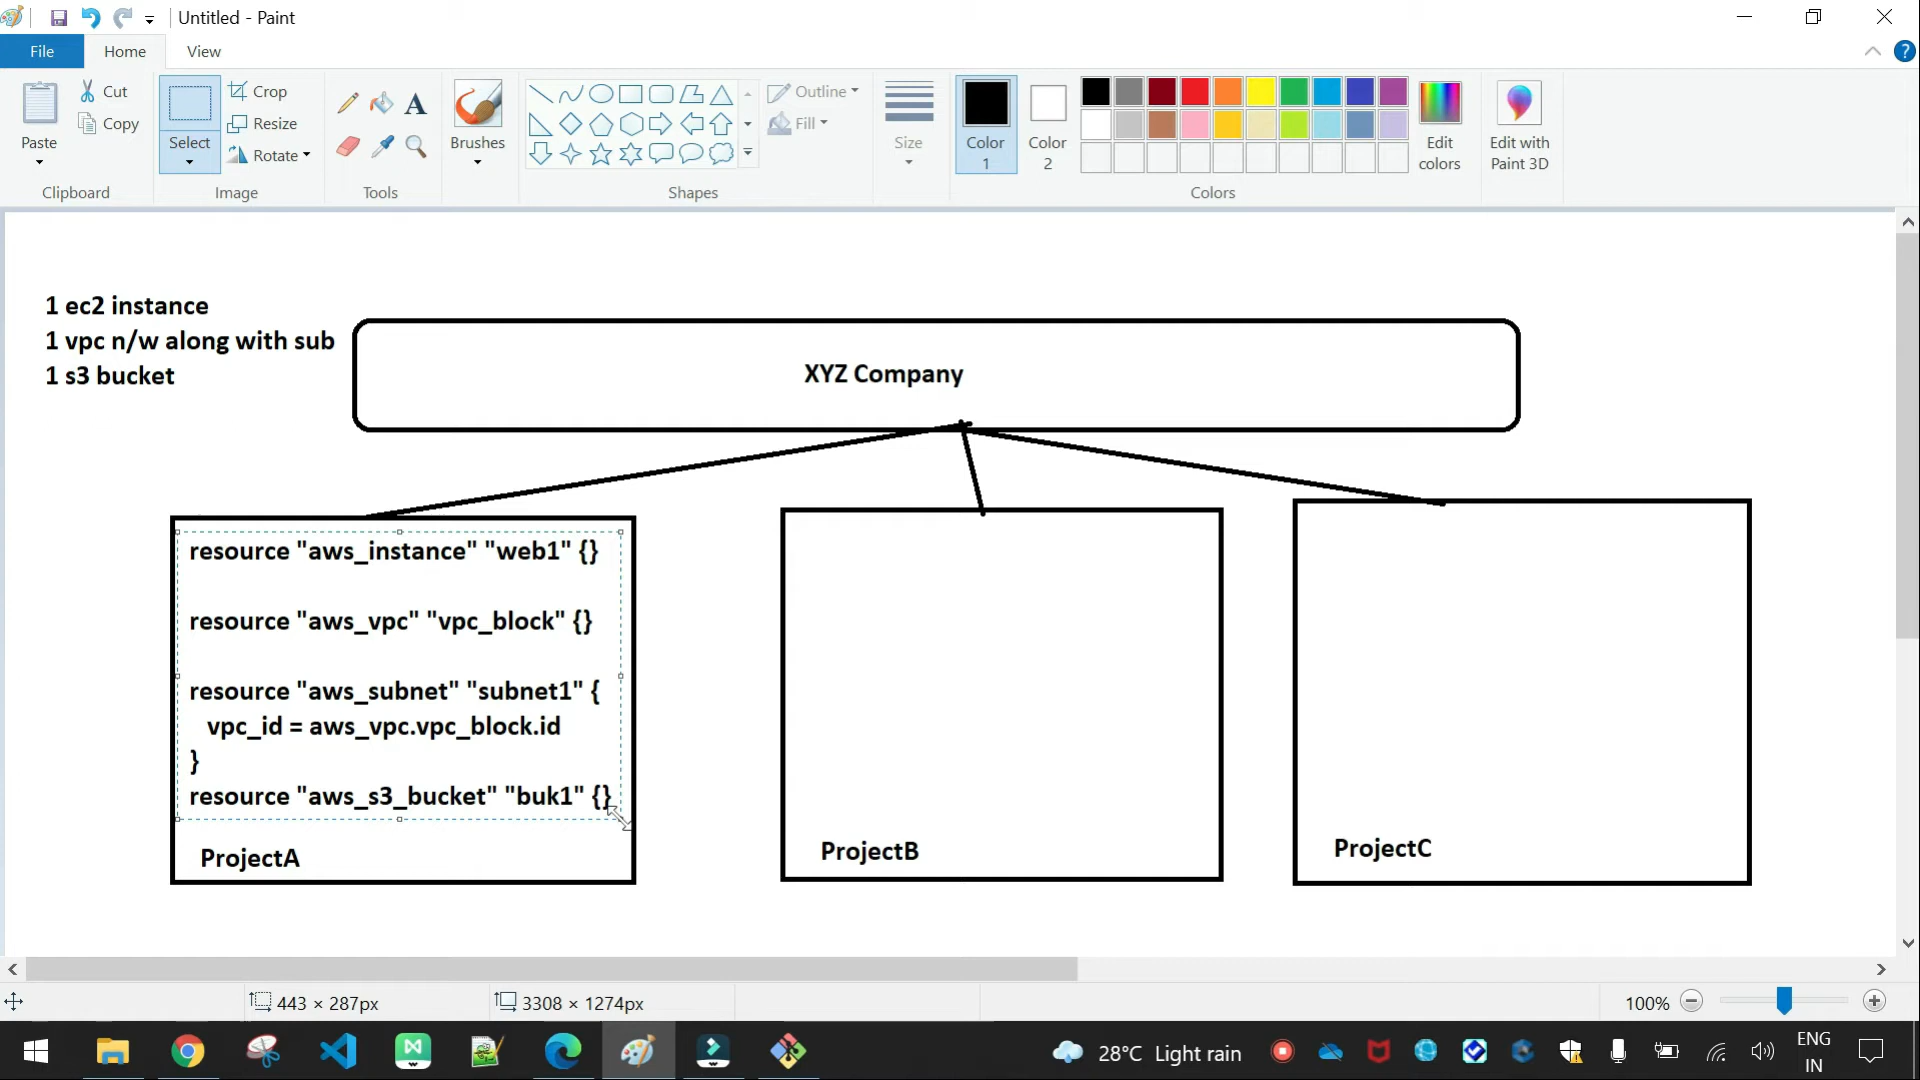 Untitled - Paint
File
Home
View
Paste
Cut
Copy
Clipboard
Select
Crop
Resize
Rotate
Image
Tools
Brushes
Shapes
Outline
Fill
Size
Color
1
Color
2
Edit
colors
Colors
Edit with
Paint 3D
1 ec2 instance
1 vpc n/w along with sub
1 s3 bucket
XYZ Company
resource "aws_instance" "web1" {}
resource "aws_vpc" "vpc_block" {}
resource "aws_subnet" "subnet1" {
vpc_id = aws_vpc.vpc_block.id
}
resource "aws_s3_bucket" "buk1" {}
ProjectA
ProjectB
ProjectC
443 × 287px
3308 × 1274px
100%
28°C Light rain
ENG
IN